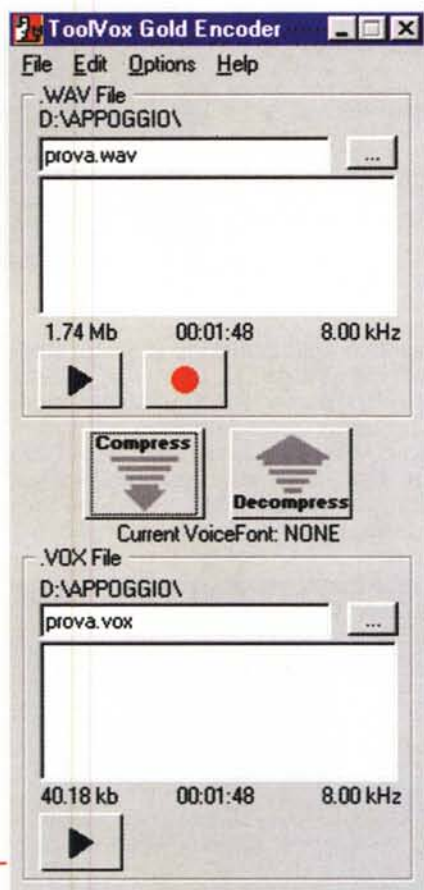 ToolVox Gold Encoder
File Edit Options Help
.WAV File
D:\APPOGGIO\
prova.wav ...
1.74 Mb 00:01:48 8.00 kHz
Compress
Decompress
Current VoiceFont: NONE
.VOX File
D:\APPOGGIO\
prova.vox ...
40.18 kb 00:01:48 8.00 kHz